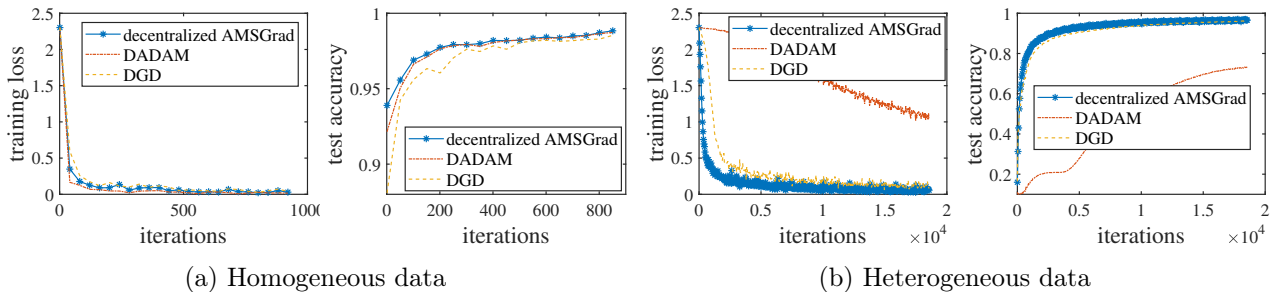 2.5
2
1.5
1
0.5
0
training loss
decentralized AMSGrad
DADAM
DGD
0
500
1000
iterations
1
0.95
0.9
test accuracy
decentralized AMSGrad
DADAM
DGD
0
200
400
600
800
iterations
(a) Homogeneous data
2.5
2
1.5
1
0.5
0
training loss
decentralized AMSGrad
DADAM
DGD
0
0.5
1
1.5
2
×10⁴
iterations
1
0.8
0.6
0.4
0.2
test accuracy
decentralized AMSGrad
DADAM
DGD
0
0.5
1
1.5
2
×10⁴
iterations
(b) Heterogeneous data